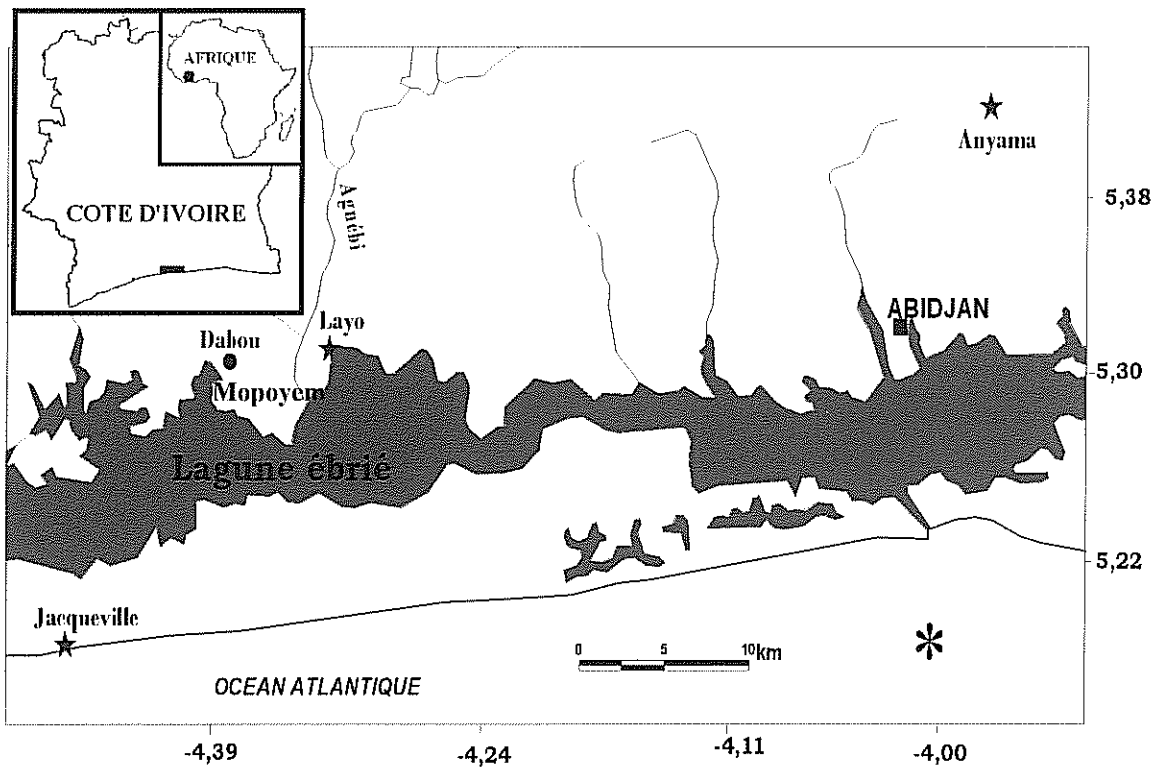 AFRIQUE
COTE D'IVOIRE
Agnébi
Anyama
5,38
ABIDJAN
Layo
Dabou
5,30
Mopoyem
Lagune ébrié
5,22
Jacqueville
0 5 10km
OCEAN ATLANTIQUE
-4,39 -4,24 -4,11 -4,00